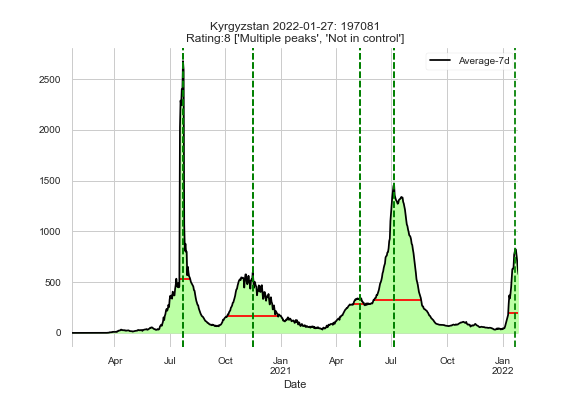 Kyrgyzstan 2022-01-27: 197081
Rating:8 ['Multiple peaks', 'Not in control']
Average-7d
2500
2000
1500
1000
500
0
Apr Jul Oct Jan Apr Jul Oct Jan
2021 2022
Date